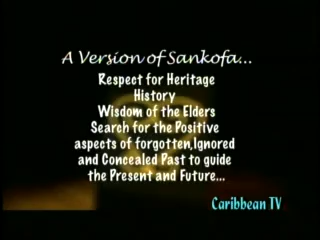 A Version of Sankofa...
Respect for Heritage
History
Wisdom of the Elders
Search for the Positive
aspects of forgotten,Ignored
and Concealed Past to guide
the Present and Future...
Caribbean TV